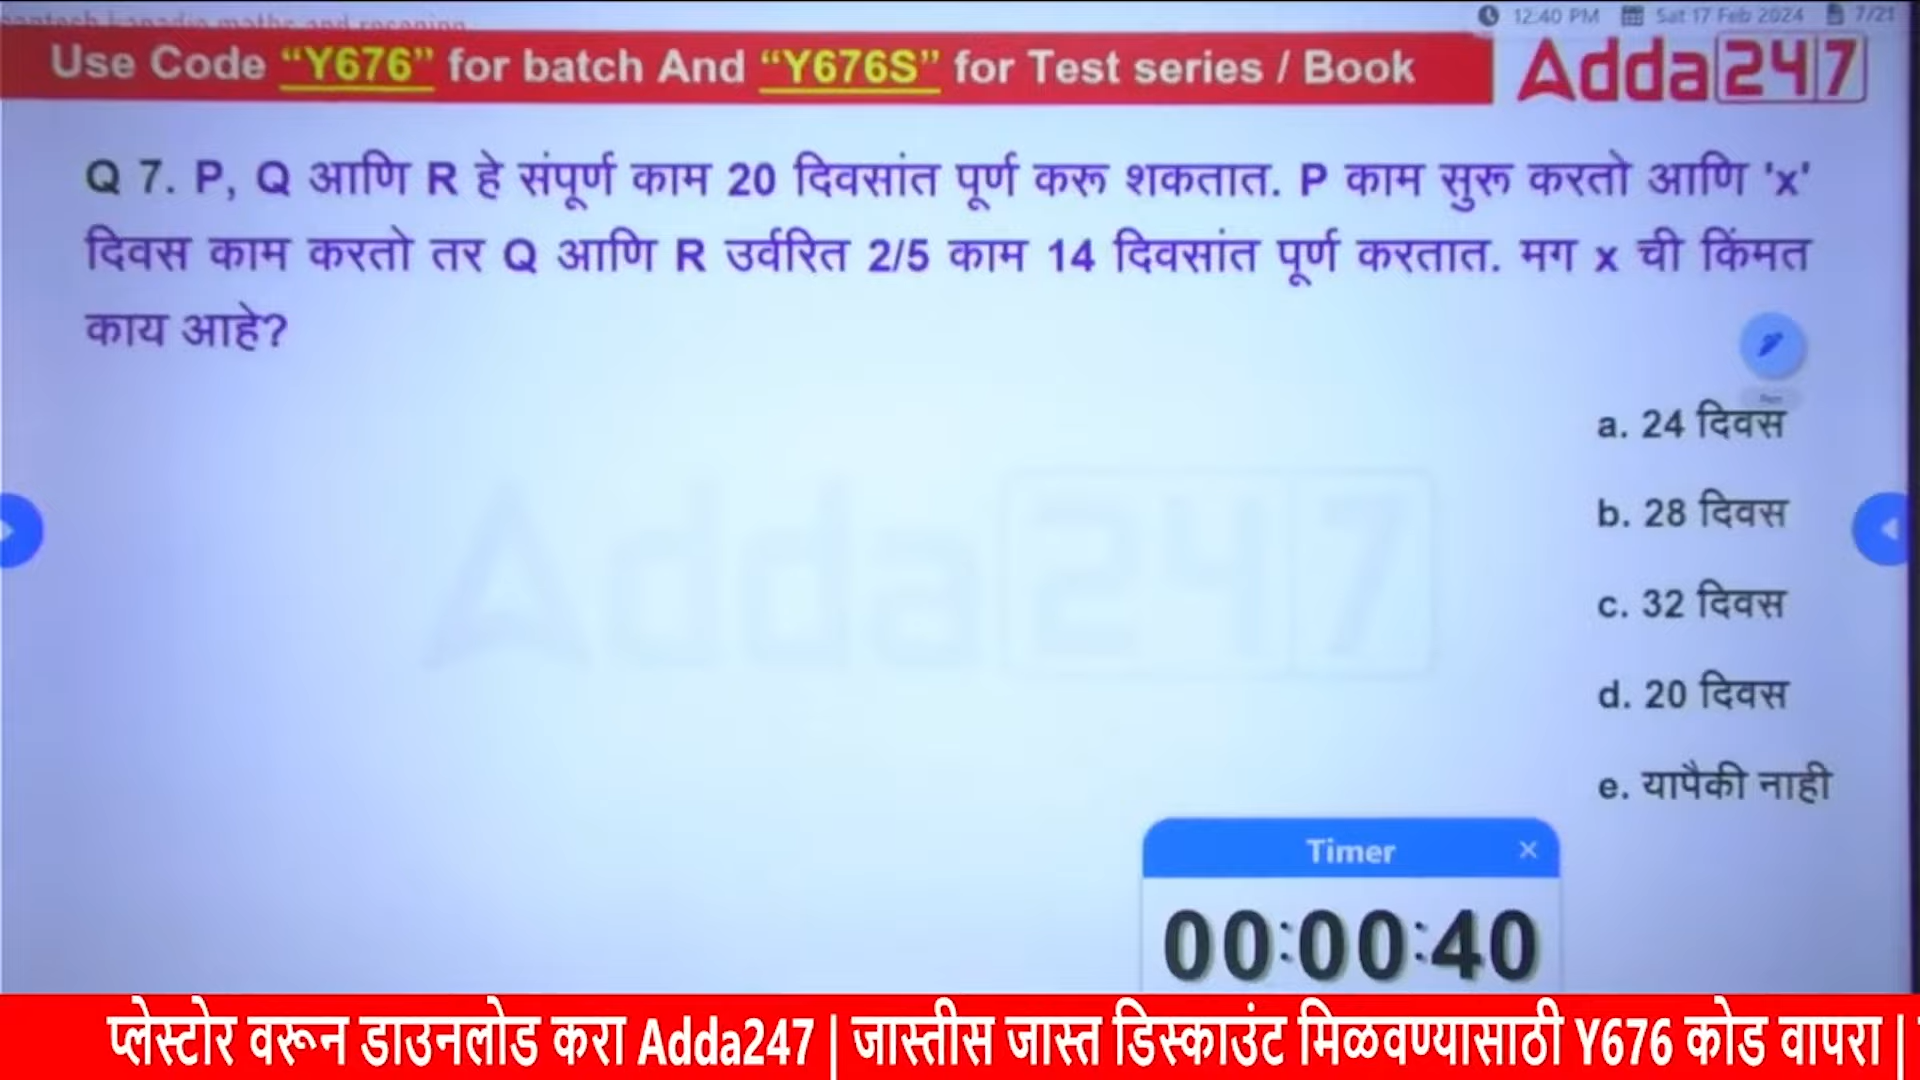 12:40 PM Sat 17 Feb 2024 7/21
Use Code “Y676” for batch And “Y676S” for Test series / Book
Adda247
Q 7. P, Q आणि R हे संपूर्ण काम 20 दिवसांत पूर्ण करू शकतात. P काम सुरू करतो आणि 'x'
दिवस काम करतो तर Q आणि R उर्वरित 2/5 काम 14 दिवसांत पूर्ण करतात. मग x ची किंमत
काय आहे?
a. 24 दिवस
b. 28 दिवस
c. 32 दिवस
d. 20 दिवस
e. यापैकी नाही
Adda247
Timer
00:00:40
प्लेस्टोर वरून डाउनलोड करा Adda247 | जास्तीस जास्त डिस्काउंट मिळवण्यासाठी Y676 कोड वापरा |